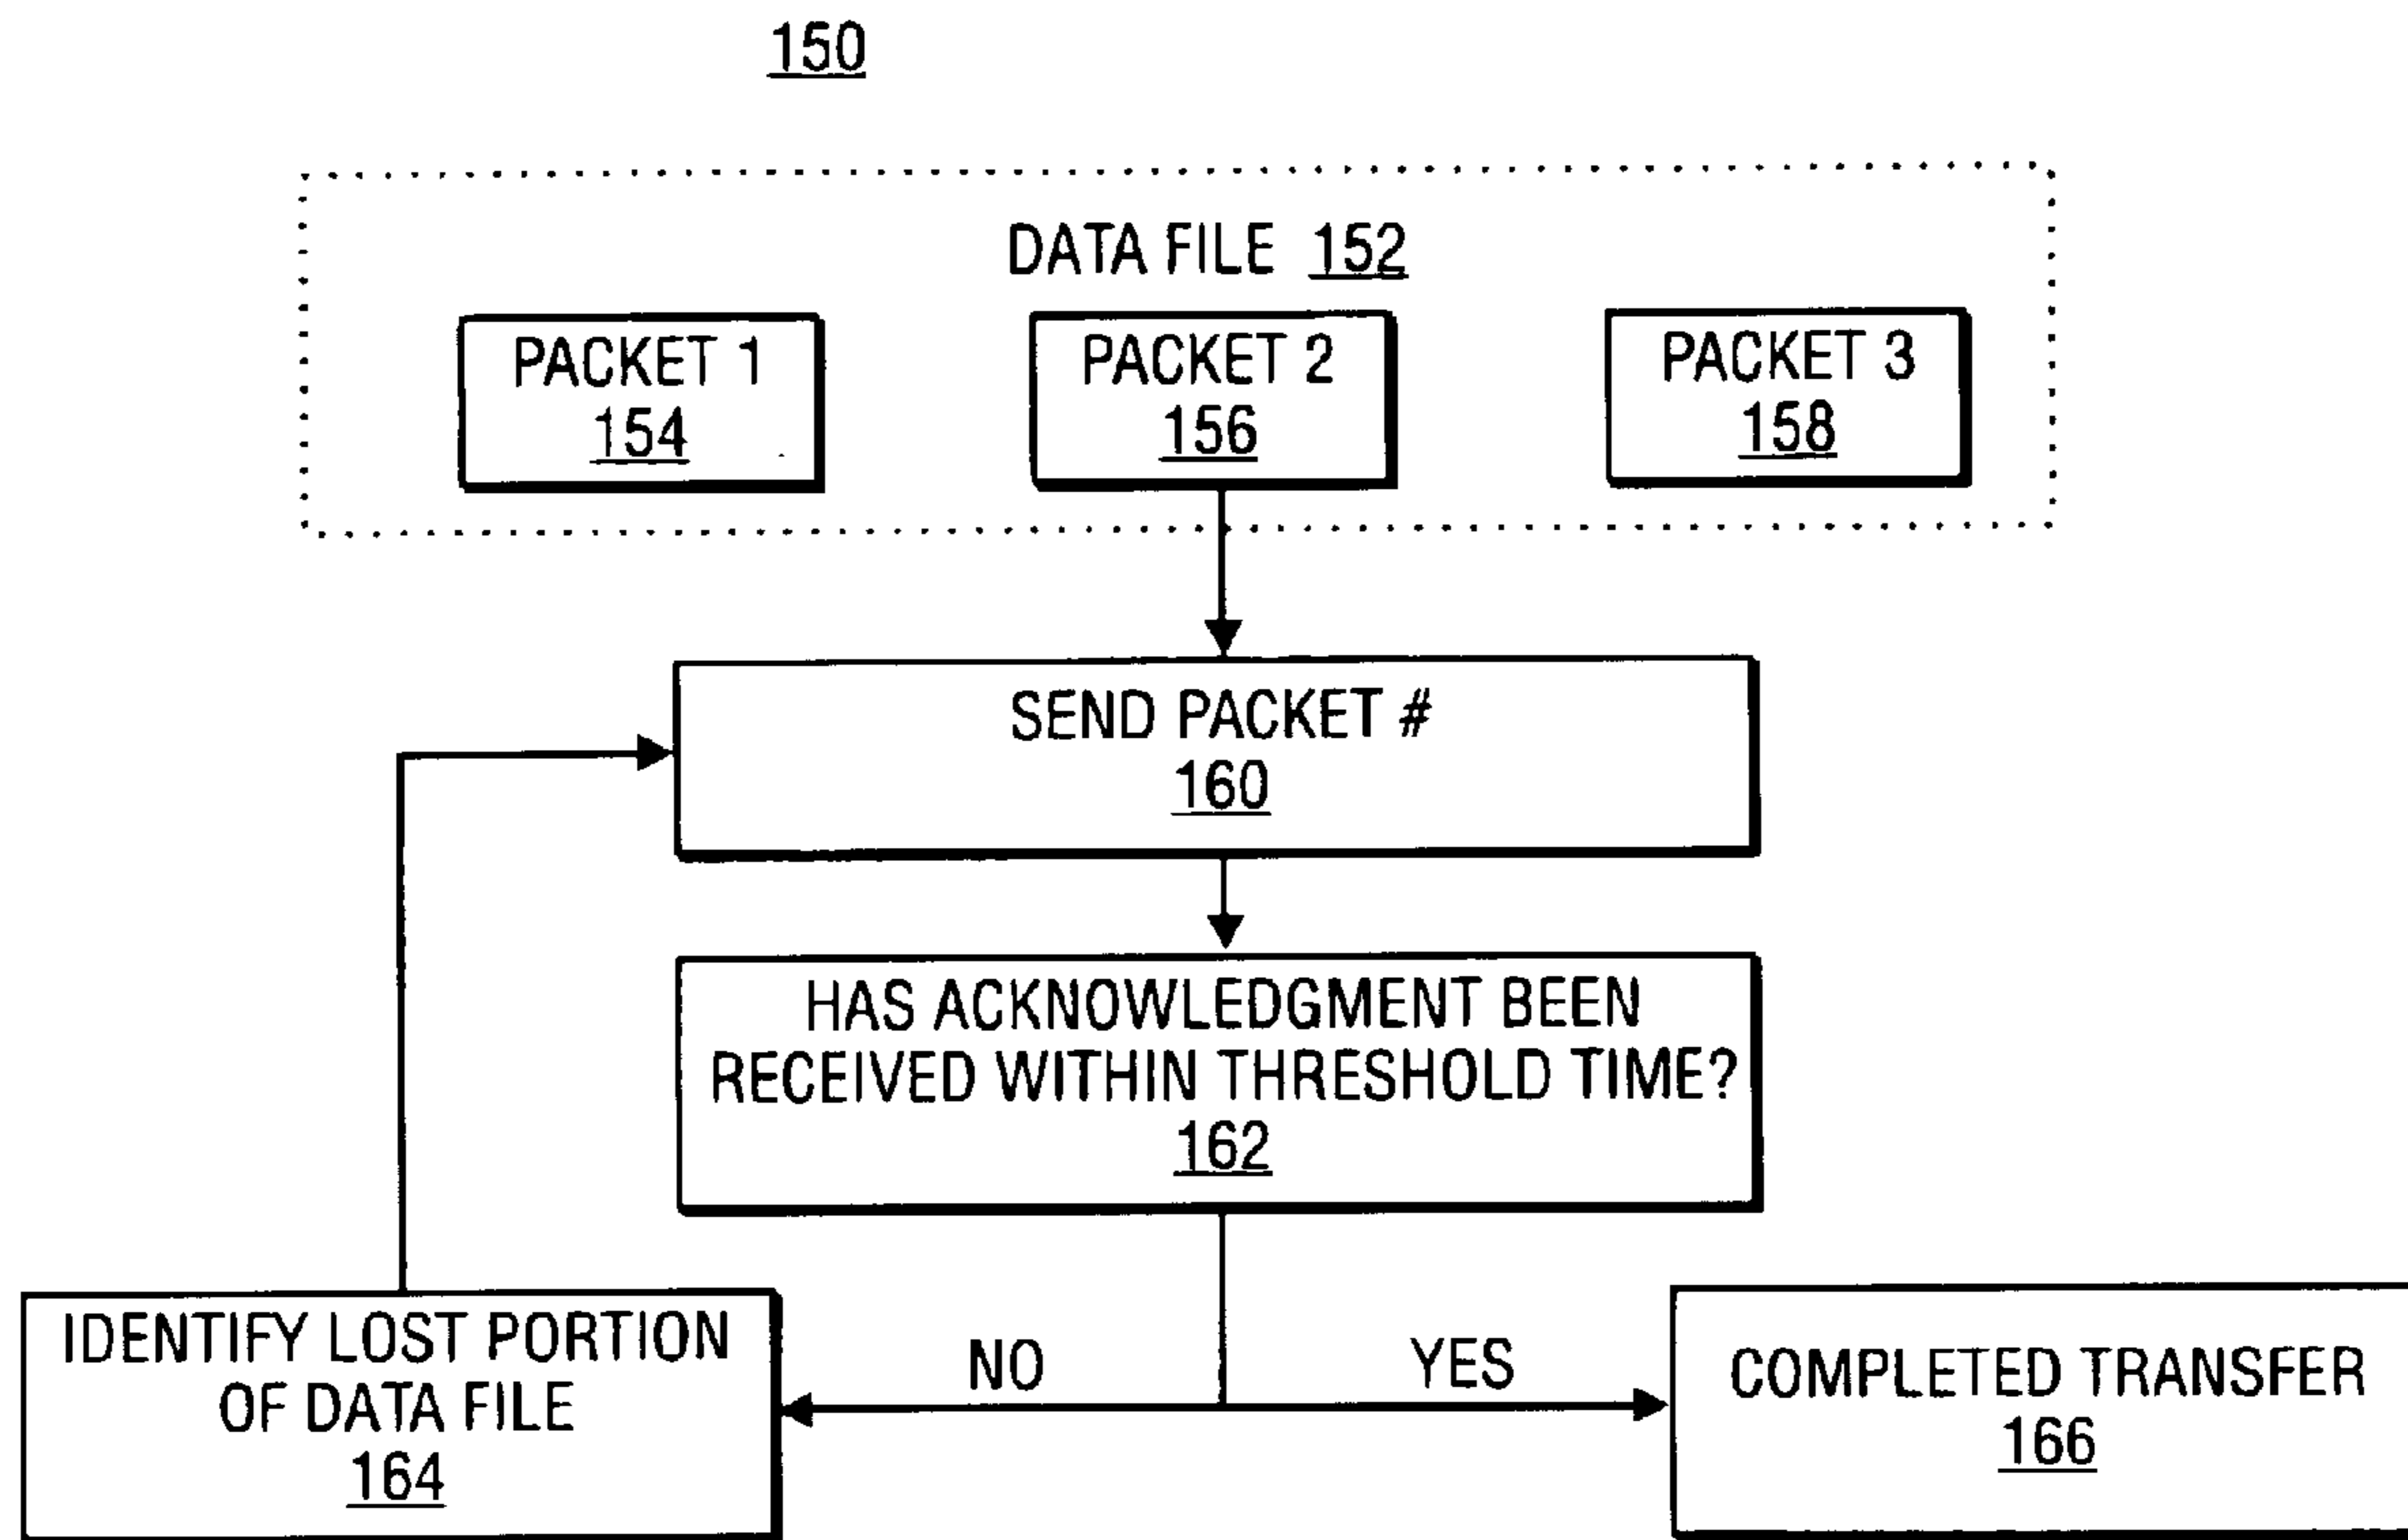 150
DATA FILE 152
PACKET 1
154
PACKET 2
156
PACKET 3
158
SEND PACKET #
160
HAS ACKNOWLEDGMENT BEEN
RECEIVED WITHIN THRESHOLD TIME?
162
IDENTIFY LOST PORTION
OF DATA FILE
164
NO
YES
COMPLETED TRANSFER
166